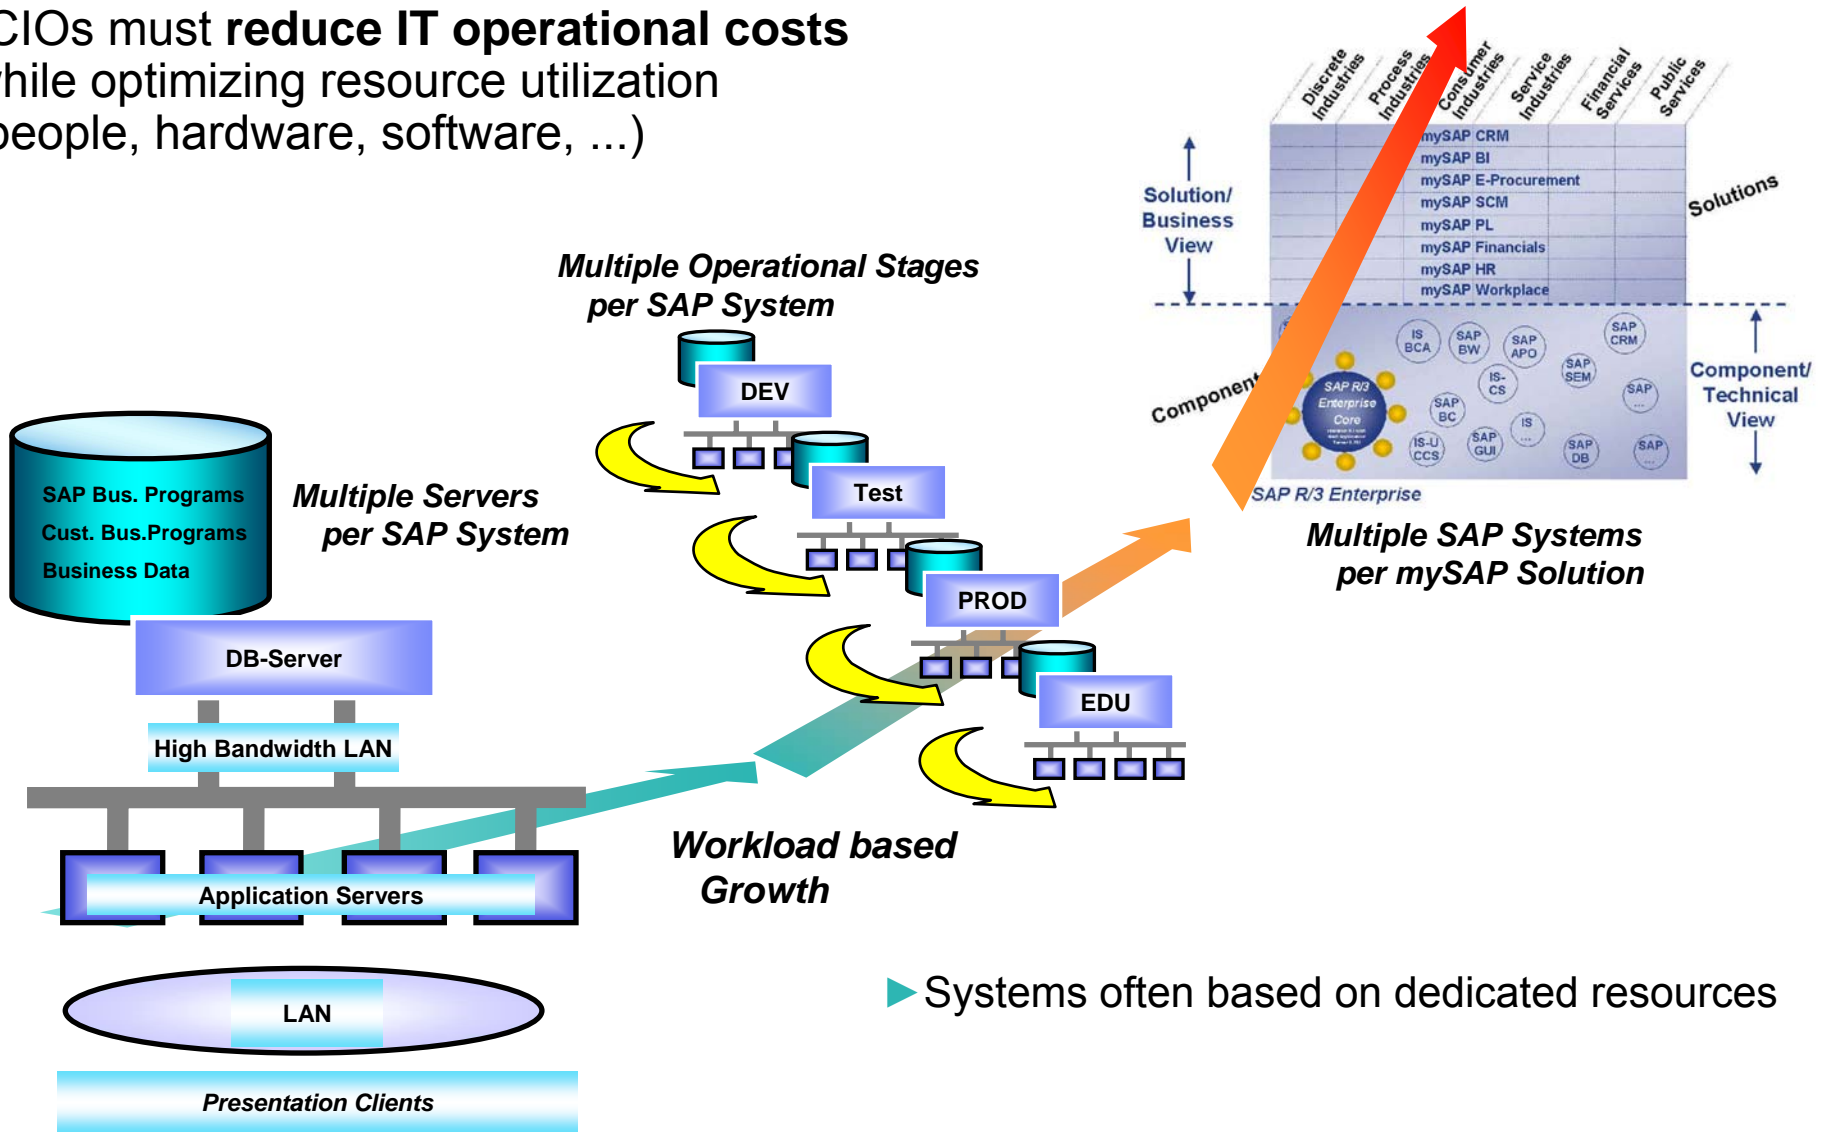 CIOs must reduce IT operational costs
while optimizing resource utilization
people, hardware, software, ...)
Discrete
Industries
Process
Industries
Consumer
Industries
Service
Industries
Financial
Services
Public
Services
mySAP CRM
mySAP BI
mySAP E-Procurement
mySAP SCM
mySAP PL
mySAP Financials
mySAP HR
mySAP Workplace
Solution/
Business
View
Solutions
Component
Component/
Technical
View
IS
BCA
SAP
BW
SAP
APO
SAP
CRM
SAP
SEM
IS-
CS
SAP
...
SAP
BC
IS
...
IS-U
CCS
SAP
GUI
SAP
DB
SAP
...
SAP R/3
Enterprise
Core
SAP R/3 Enterprise
Multiple SAP Systems
per mySAP Solution
Multiple Operational Stages
per SAP System
DEV
Test
PROD
EDU
Multiple Servers
per SAP System
SAP Bus. Programs
Cust. Bus.Programs
Business Data
DB-Server
High Bandwidth LAN
Application Servers
LAN
Presentation Clients
Workload based
Growth
►Systems often based on dedicated resources